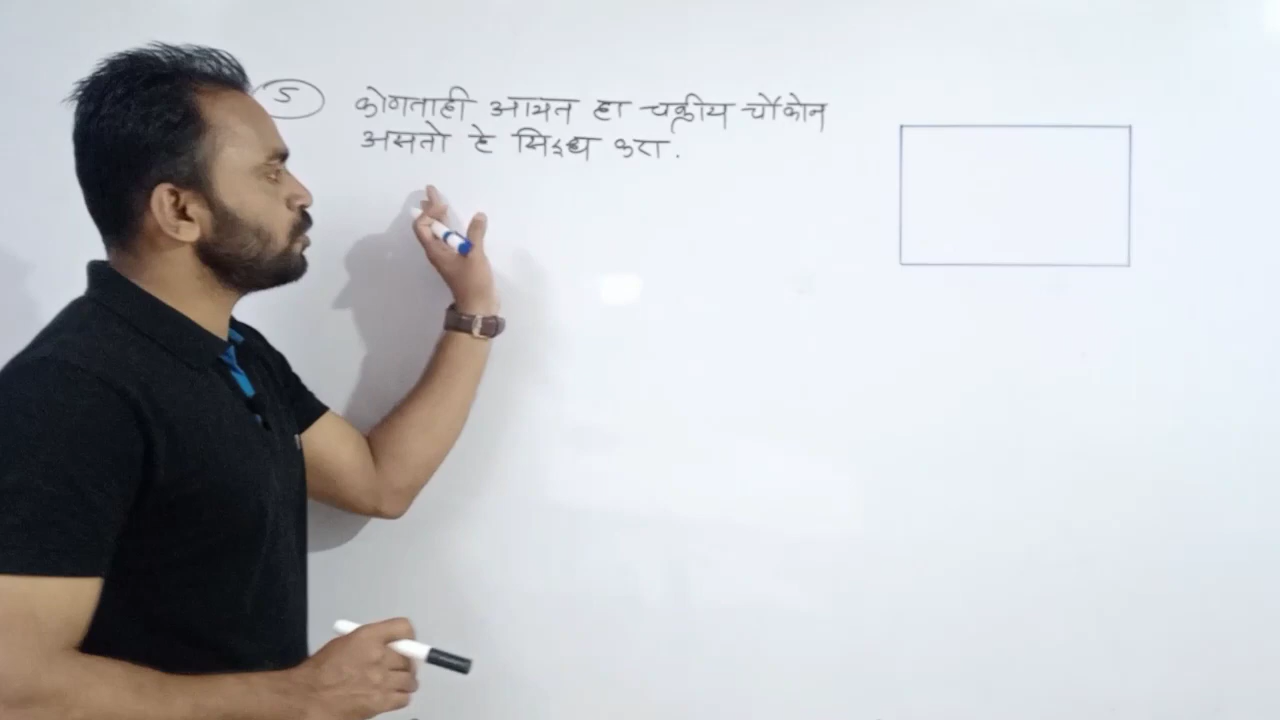 5 कोणताही आयत हा चक्रीय चौकोन
असतो हे सिद्ध करा.